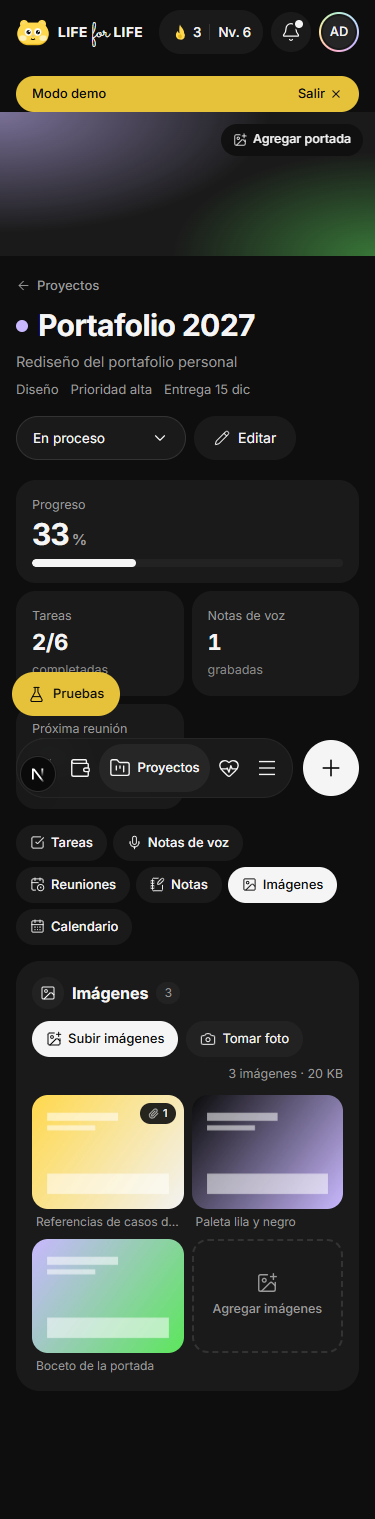 LIFE for LIFE
3
Nv. 6
AD
Modo demo
Salir ×
Agregar portada
← Proyectos
Portafolio 2027
Rediseño del portafolio personal
Diseño Prioridad alta Entrega 15 dic
En proceso
Editar
Progreso
33 %
Tareas
2/6
completadas
Notas de voz
1
grabadas
Pruebas
Próxima reunión
N
Proyectos
Tareas
Notas de voz
Reuniones
Notas
Imágenes
Calendario
Imágenes 3
Subir imágenes
Tomar foto
3 imágenes · 20 KB
1
Referencias de casos d...
Paleta lila y negro
Agregar imágenes
Boceto de la portada